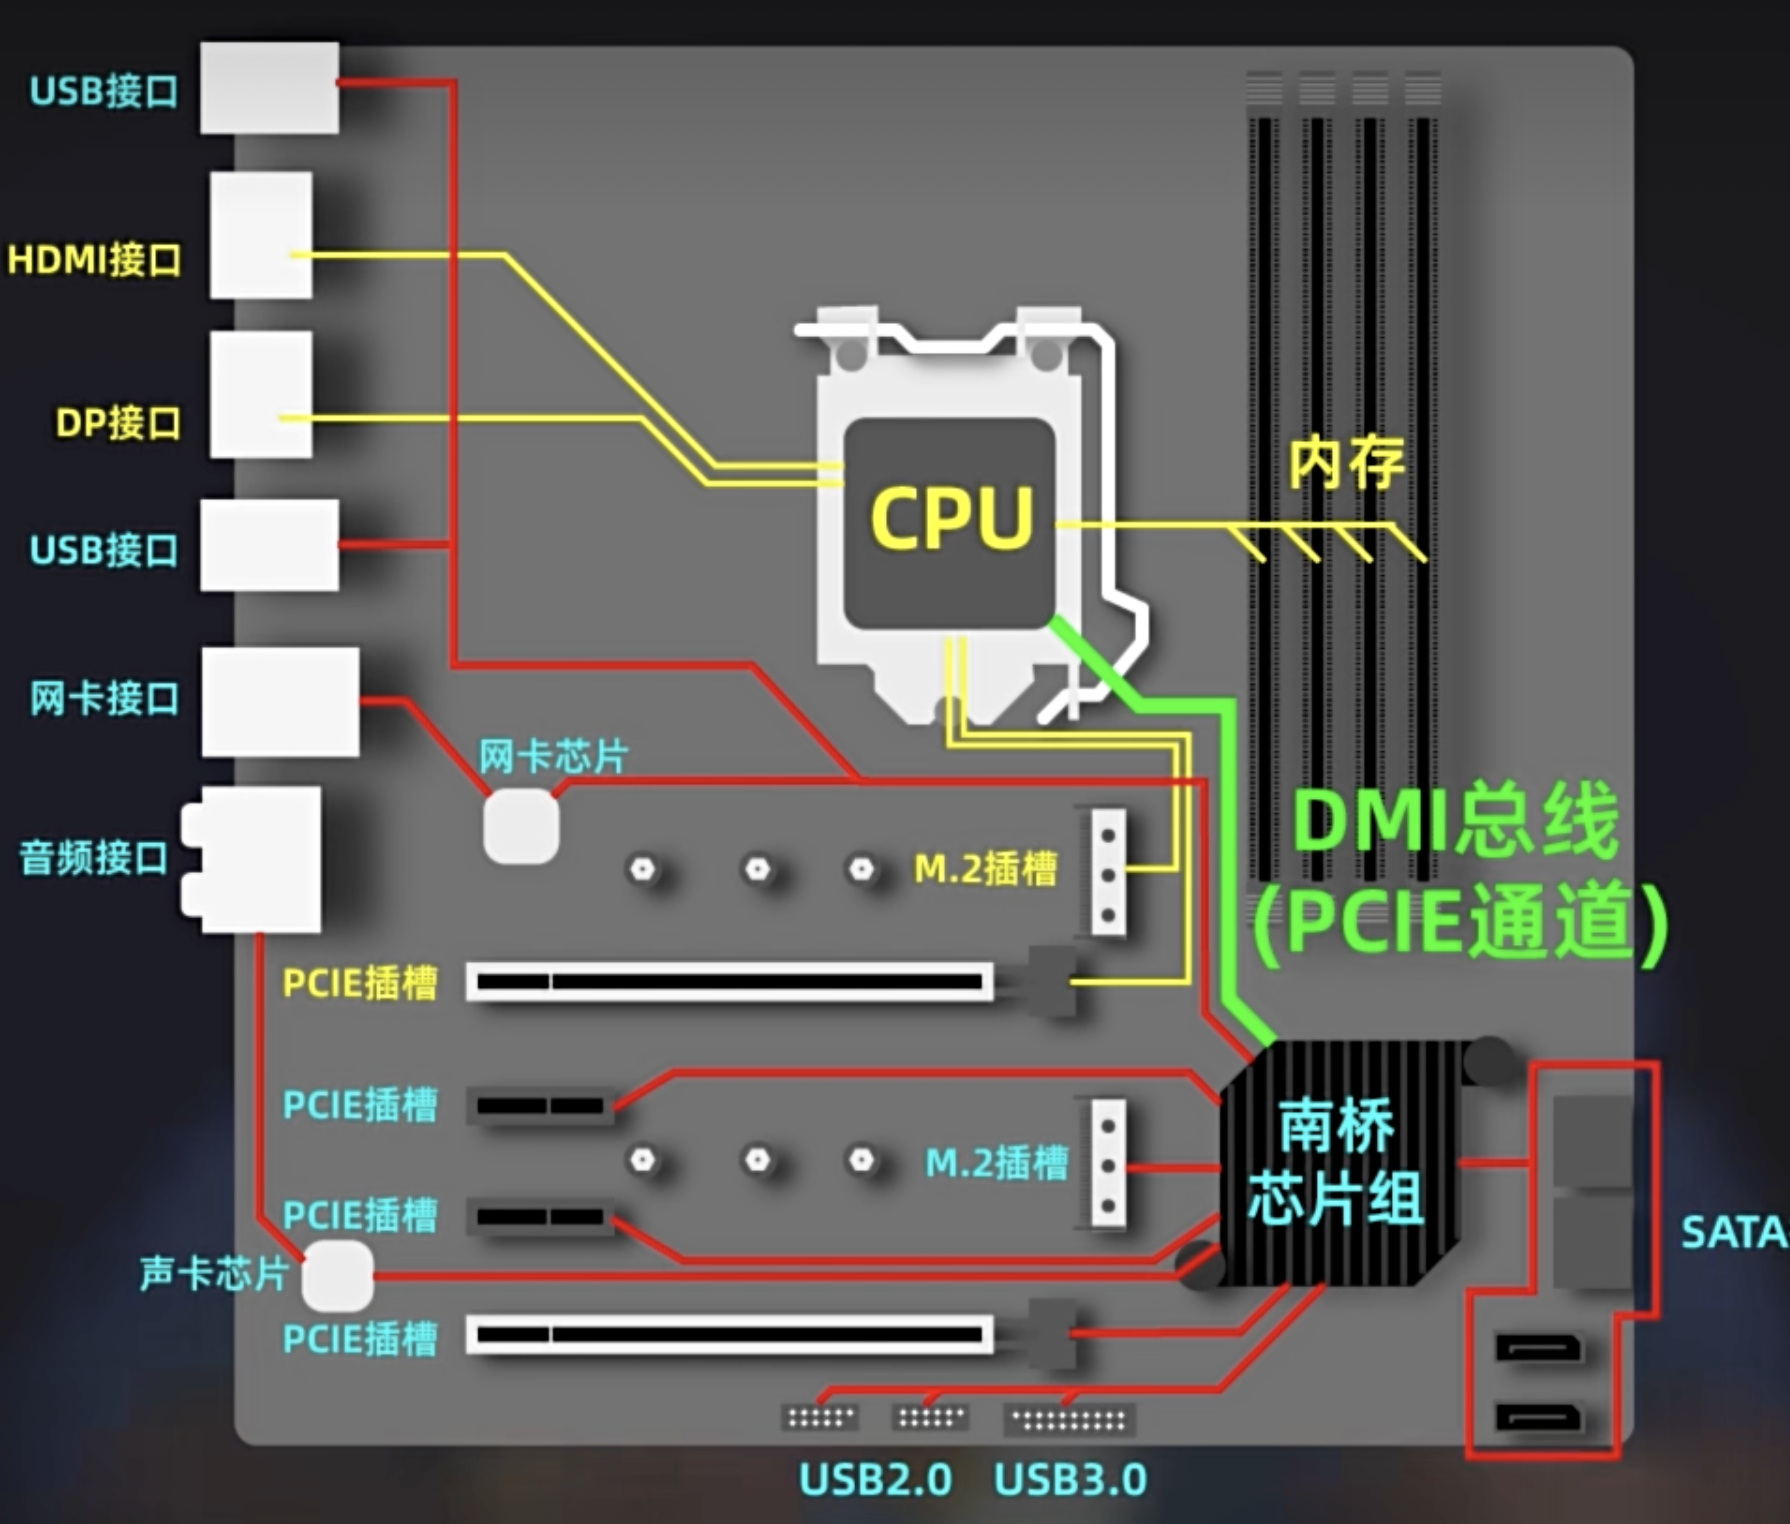 USB接口
HDMI接口
DP接口
USB接口
网卡接口
音频接口
CPU
内存
网卡芯片
DMI总线
(PCIE通道)
M.2插槽
PCIE插槽
PCIE插槽
M.2插槽
PCIE插槽
声卡芯片
PCIE插槽
南桥
芯片组
SATA
USB2.0
USB3.0